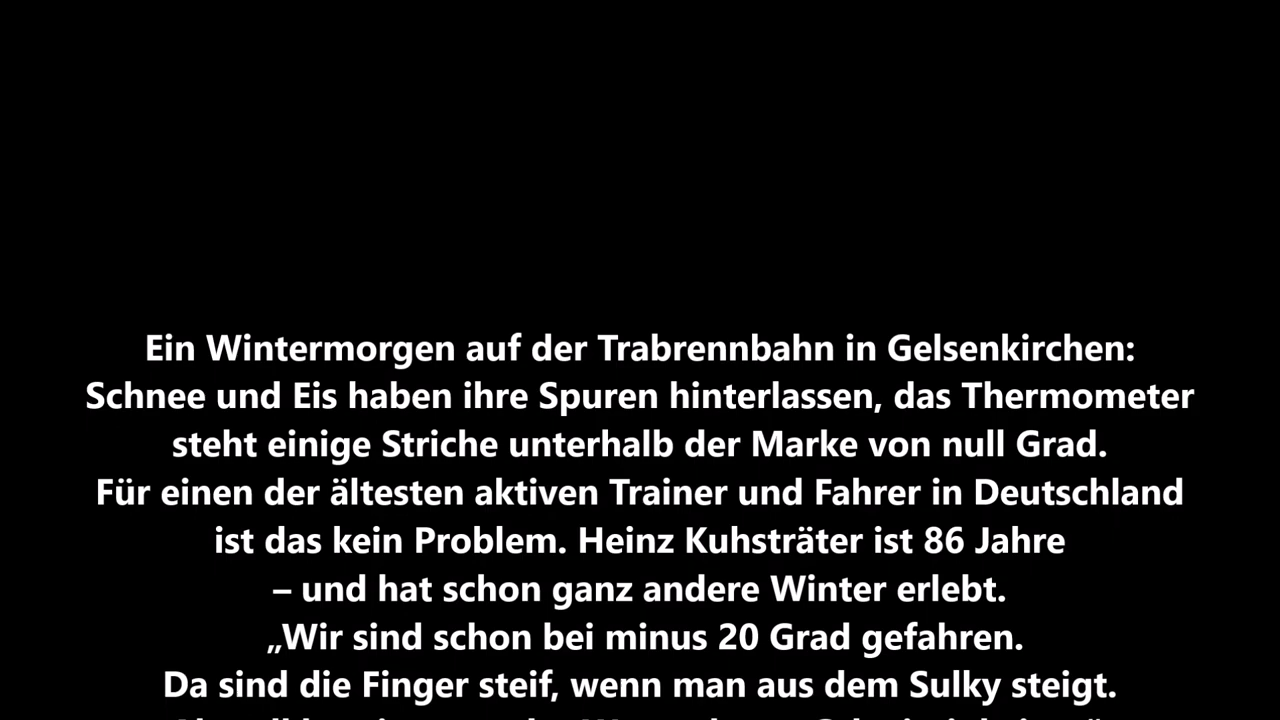 Ein Wintermorgen auf der Trabrennbahn in Gelsenkirchen:
Schnee und Eis haben ihre Spuren hinterlassen, das Thermometer
steht einige Striche unterhalb der Marke von null Grad.
Für einen der ältesten aktiven Trainer und Fahrer in Deutschland
ist das kein Problem. Heinz Kuhsträter ist 86 Jahre
– und hat schon ganz andere Winter erlebt.
„Wir sind schon bei minus 20 Grad gefahren.
Da sind die Finger steif, wenn man aus dem Sulky steigt.